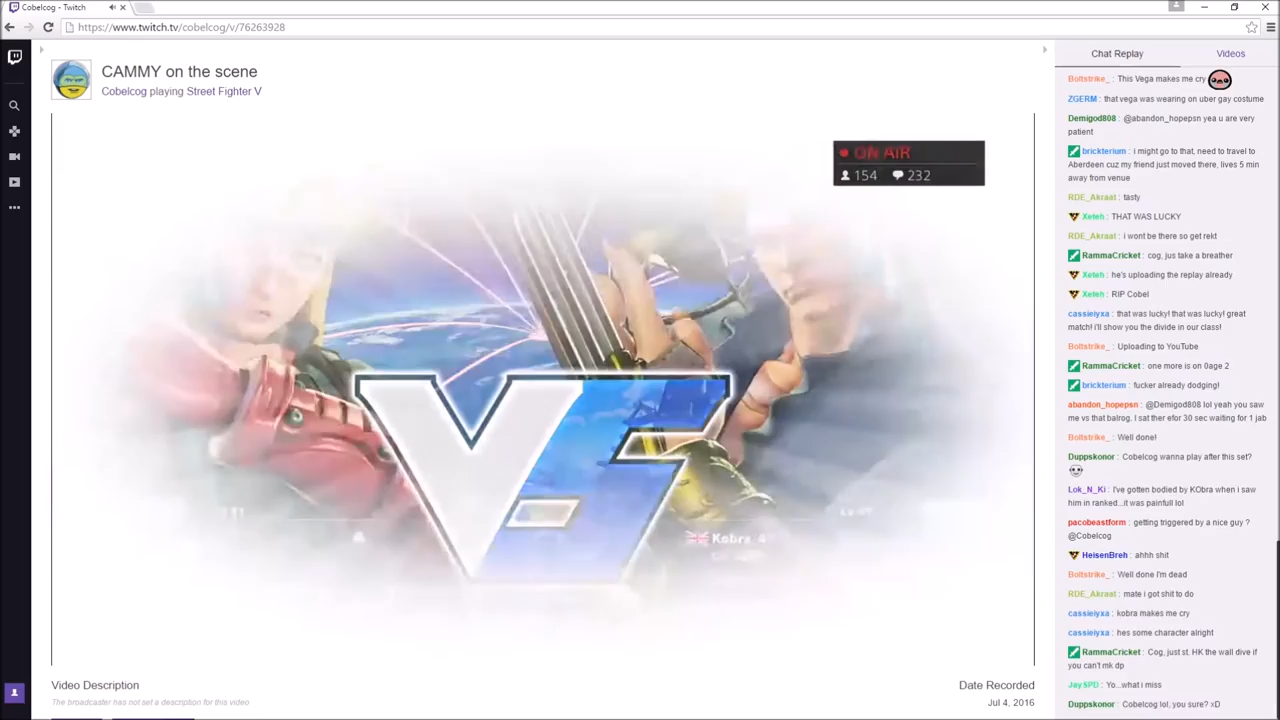 Cobelcog - Twitch
https://www.twitch.tv/cobelcog/v/76263928
CAMMY on the scene
Cobelcog playing Street Fighter V
ON AIR
154 232
VS
Kobra_4
Video Description
The broadcaster has not set a description for this video
Date Recorded
Jul 4, 2016
Chat Replay Videos
Boltstrike_ : This Vega makes me cry
ZGERM : that vega was wearing on uber gay costume
Demigod808 : @abandon_hopepsn yea u are very
patient
brickterium : i might go to that, need to travel to
Aberdeen cuz my friend just moved there, lives 5 min
away from venue
RDE_Akraat : tasty
Xeteh : THAT WAS LUCKY
RDE_Akraat : i wont be there so get rekt
RammaCricket : cog, jus take a breather
Xeteh : he's uploading the replay already
Xeteh : RIP Cobel
cassieiyxa : that was lucky! that was lucky! great
match! i'll show you the divide in our class!
Boltstrike_ : Uploading to YouTube
RammaCricket : one more is on 0age 2
brickterium : fucker already dodging!
abandon_hopepsn : @Demigod808 lol yeah you saw
me vs that balrog. I sat ther efor 30 sec waiting for 1 jab
Boltstrike_ : Well done!
Duppskonor : Cobelcog wanna play after this set?
Lok_N_Ki : I've gotten bodied by KObra when i saw
him in ranked...it was painfull lol
pacobeastform : getting triggered by a nice guy ?
@Cobelcog
HeisenBreh : ahhh shit
Boltstrike_ : Well done I'm dead
RDE_Akraat : mate i got shit to do
cassieiyxa : kobra makes me cry
cassieiyxa : hes some character alright
RammaCricket : Cog, just st. HK the wall dive if
you can't mk dp
Jay$PD : Yo...what i miss
Duppskonor : Cobelcog lol, you sure? xD